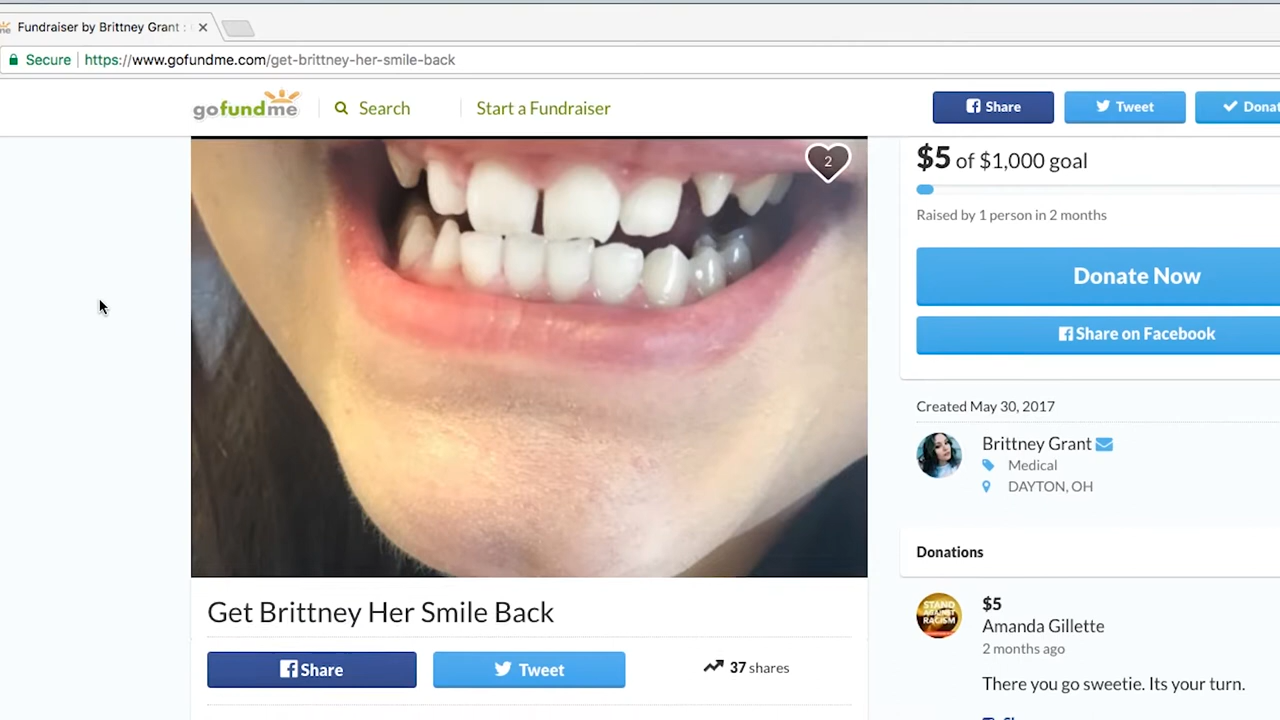 Fundraiser by Brittney Grant :
Secure https://www.gofundme.com/get-brittney-her-smile-back
gofundme Search Start a Fundraiser Share Tweet
2
$5 of $1,000 goal
Raised by 1 person in 2 months
Donate Now
Share on Facebook
Created May 30, 2017
Brittney Grant
Medical
DAYTON, OH
Donations
STAND AGAINST RACISM
$5
Amanda Gillette
2 months ago
There you go sweetie. Its your turn.
Get Brittney Her Smile Back
Share Tweet 37 shares